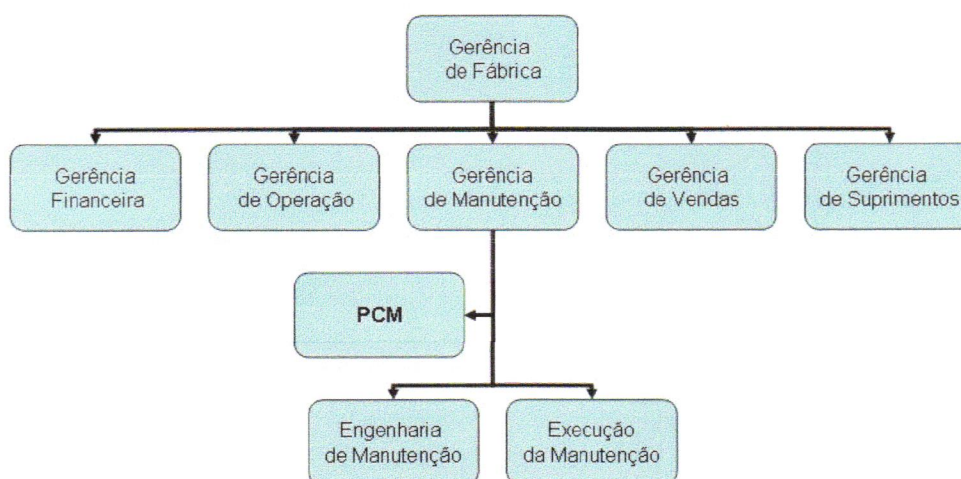 Gerência
de Fábrica
Gerência
Financeira
Gerência
de Operação
Gerência
de Manutenção
Gerência
de Vendas
Gerência
de Suprimentos
PCM
Engenharia
de Manutenção
Execução
da Manutenção